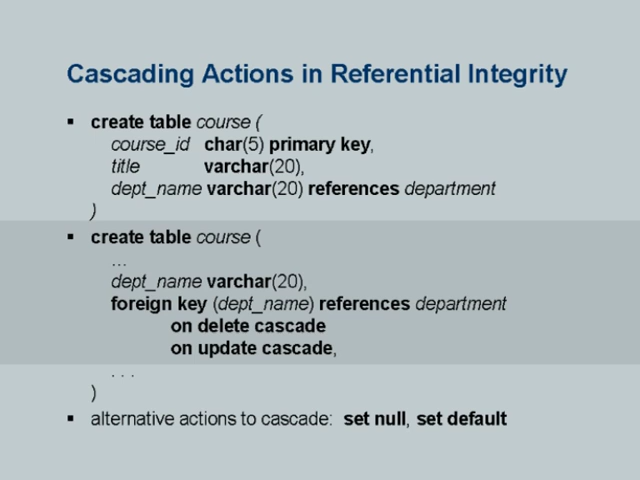 Cascading Actions in Referential Integrity
▪ create table course (
course_id char(5) primary key,
title varchar(20),
dept_name varchar(20) references department
)
▪ create table course (
…
dept_name varchar(20),
foreign key (dept_name) references department
on delete cascade
on update cascade,
. . .
)
▪ alternative actions to cascade: set null, set default